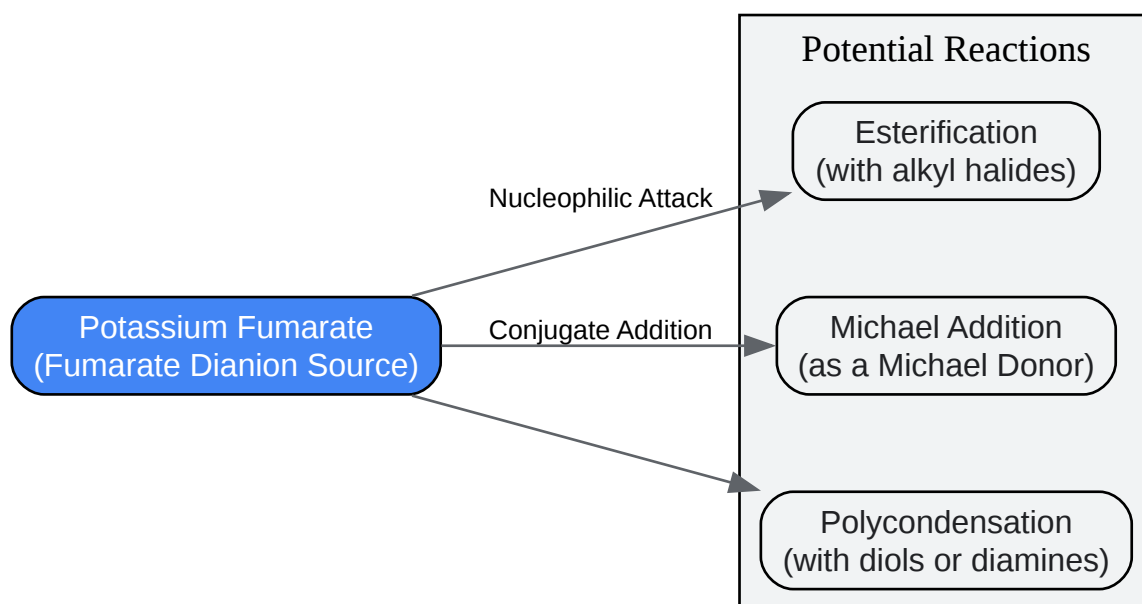 Potential Reactions
Esterification
(with alkyl halides)
Nucleophilic Attack
Potassium Fumarate
(Fumarate Dianion Source)
Conjugate Addition
Michael Addition
(as a Michael Donor)
Polycondensation
(with diols or diamines)